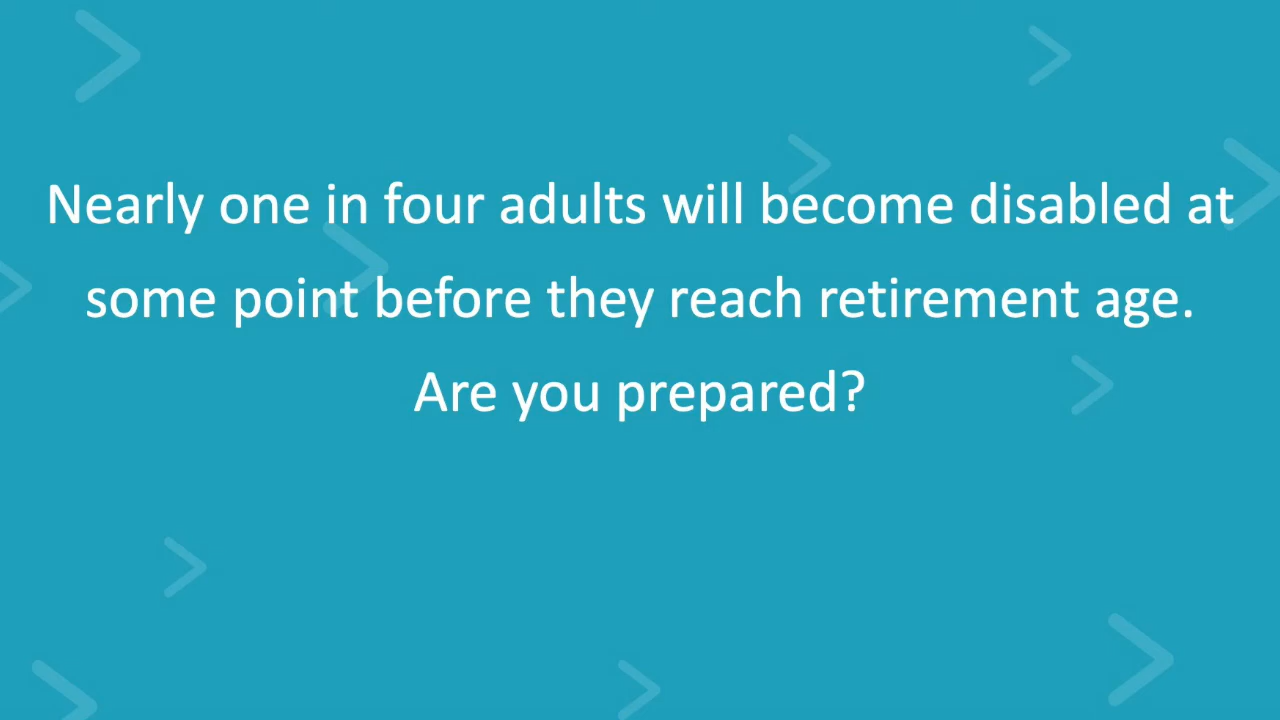 Nearly one in four adults will become disabled at
some point before they reach retirement age.
Are you prepared?